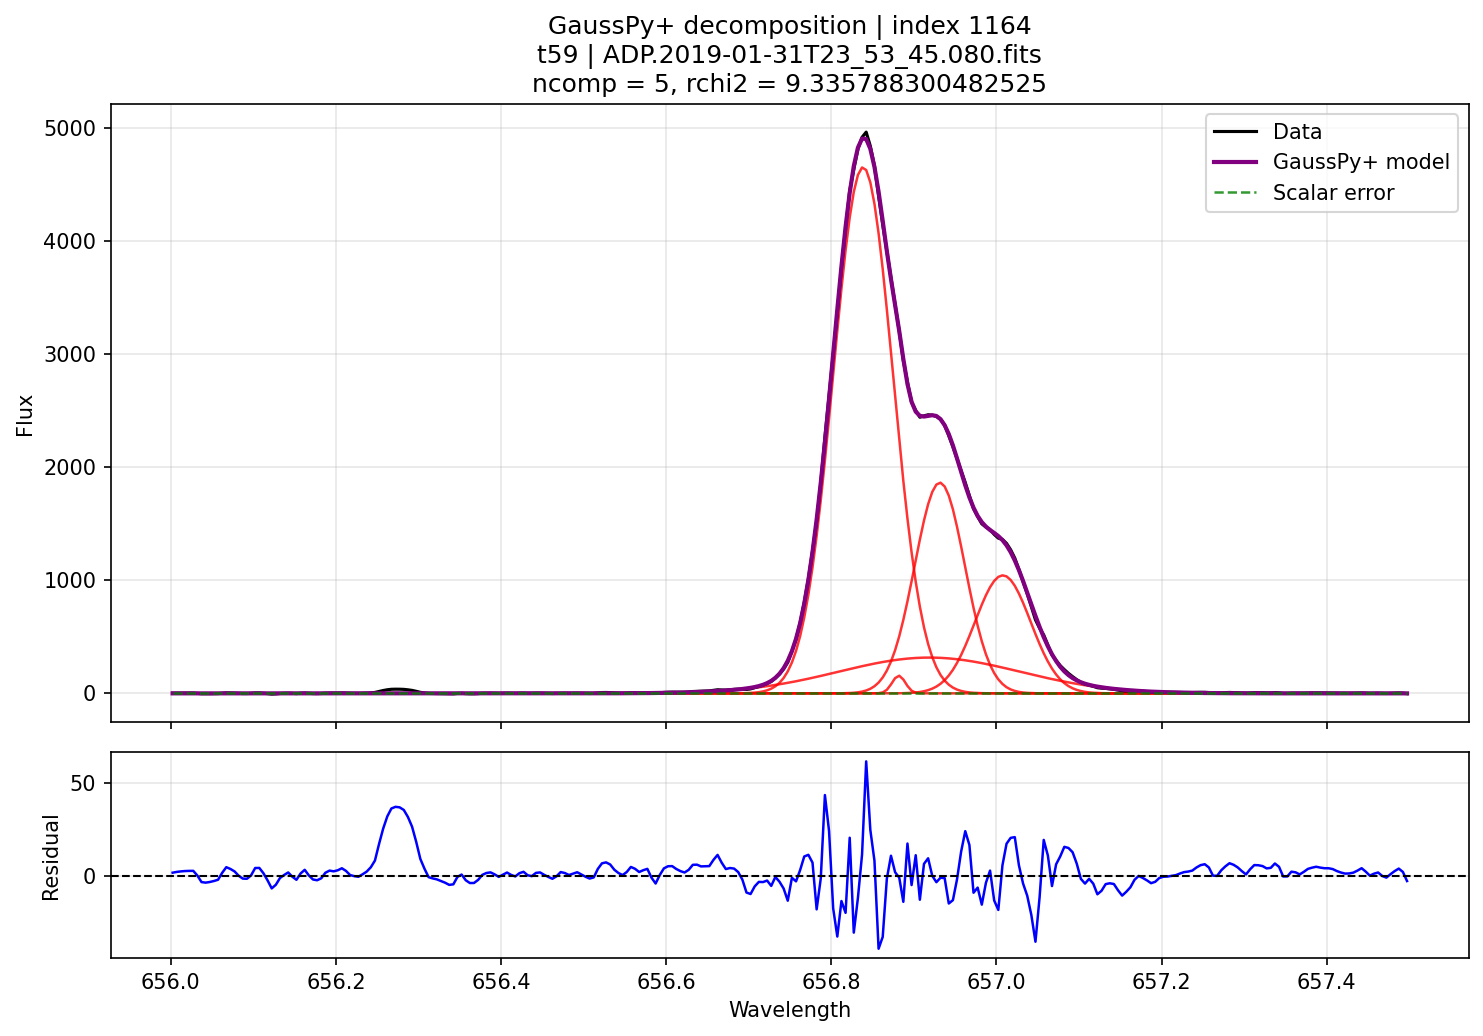 GaussPy+ decomposition | index 1164
t59 | ADP.2019-01-31T23_53_45.080.fits
ncomp = 5, rchi2 = 9.335788300482525
Data
GaussPy+ model
Scalar error
5000
4000
3000
2000
1000
0
Flux
50
0
Residual
656.0 656.2 656.4 656.6 656.8 657.0 657.2 657.4
Wavelength